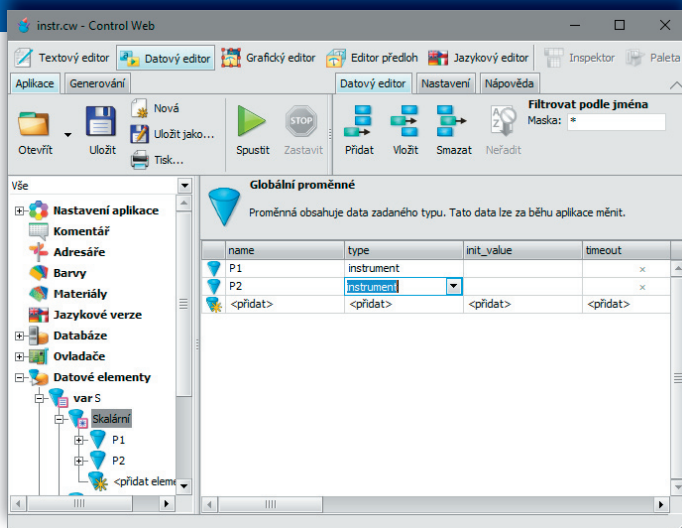 instr.cw - Control Web
Textový editor Datový editor Grafický editor Editor předloh Jazykový editor Inspektor Paleta
Aplikace Generování Datový editor Nastavení Nápověda
Otevřít Uložit Nová Uložit jako... Tisk... Spustit STOP Zastavit Přidat Vložit Smazat A Z Neřadit Filtrovat podle jména
Maska: *
Vše
Globální proměnné
Proměnná obsahuje data zadaného typu. Tato data lze za běhu aplikace měnit.
Nastavení aplikace
Komentář
Adresáře
Barvy
Materiály
Jazykové verze
Databáze
Ovladače
Datové elementy
var S
Skalární
P1
P2
<přidat eleme
name type init_value timeout
P1 instrument ×
P2 instrument ×
<přidat> <přidat> <přidat> <přidat>